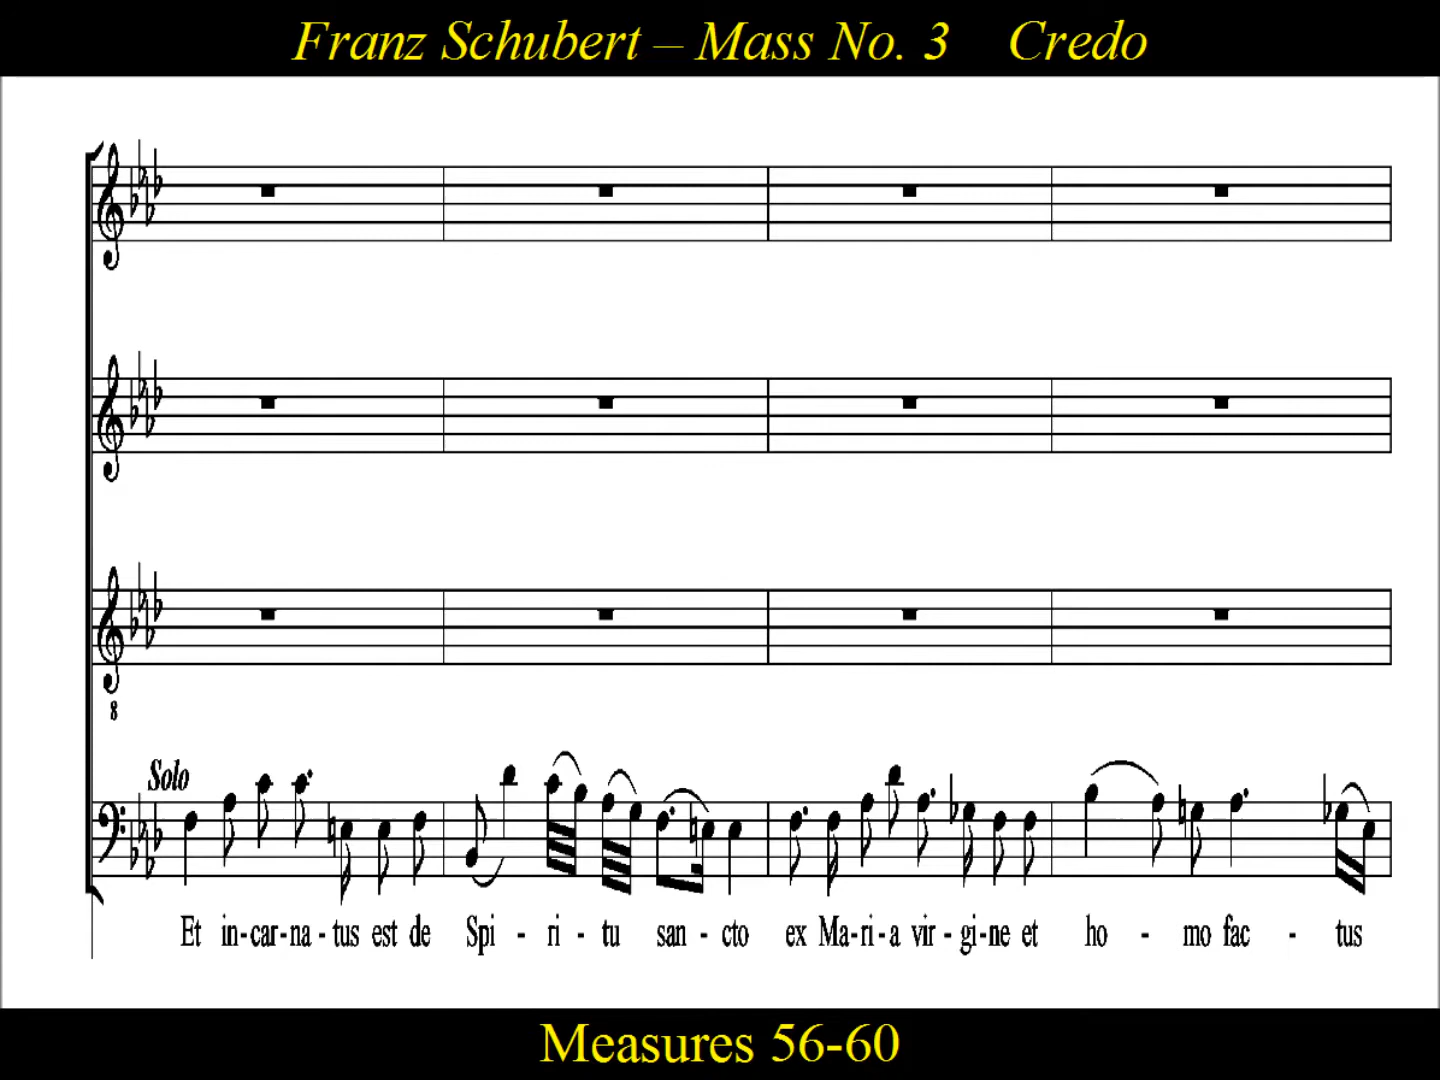 Franz Schubert – Mass No. 3 Credo
8
Solo
Et in-car-na-tus est de Spi - ri - tu san - cto ex Ma-ri-a vir-gi-ne et ho - mo fac - tus
Measures 56-60